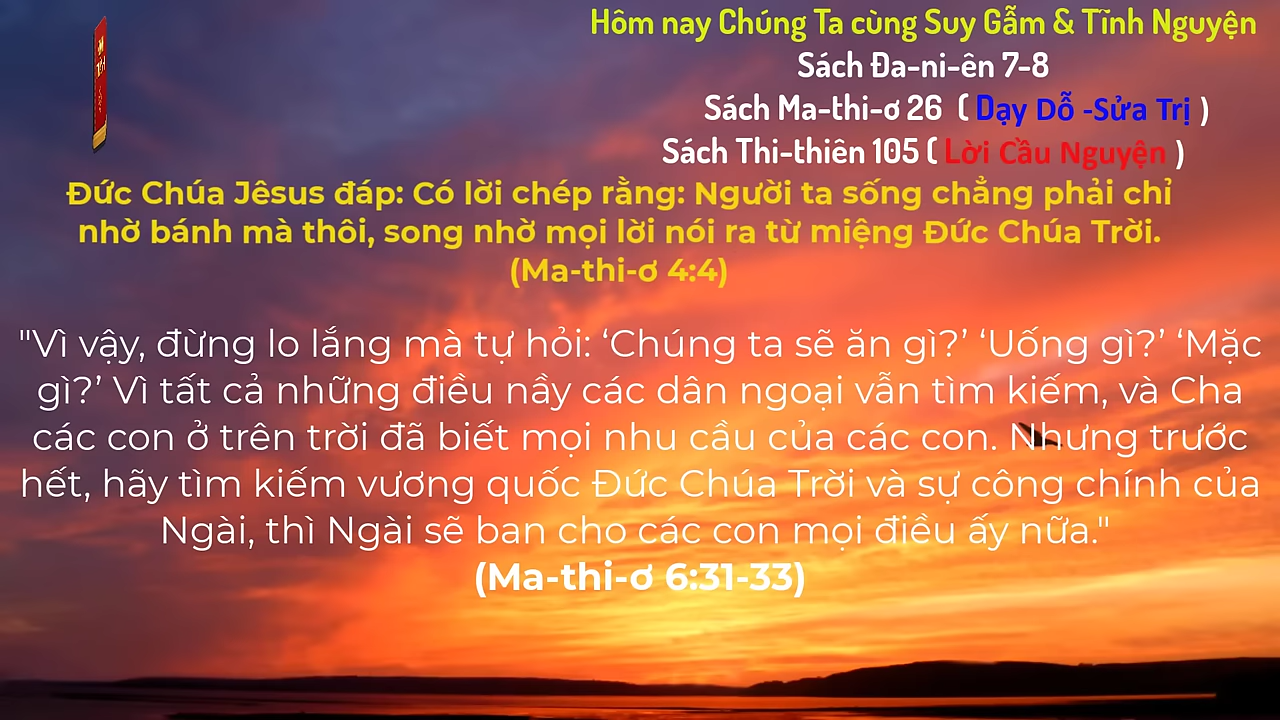 Hôm nay Chúng Ta cùng Suy Gẫm & Tĩnh Nguyện
Sách Đa-ni-ên 7-8
Sách Ma-thi-ơ 26 ( Dạy Dỗ -Sửa Trị )
Sách Thi-thiên 105 ( Lời Cầu Nguyện )
Đức Chúa Jêsus đáp: Có lời chép rằng: Người ta sống chẳng phải chỉ
nhờ bánh mà thôi, song nhờ mọi lời nói ra từ miệng Đức Chúa Trời.
(Ma-thi-ơ 4:4)
"Vì vậy, đừng lo lắng mà tự hỏi: ‘Chúng ta sẽ ăn gì?’ ‘Uống gì?’ ‘Mặc
gì?’ Vì tất cả những điều nầy các dân ngoại vẫn tìm kiếm, và Cha
các con ở trên trời đã biết mọi nhu cầu của các con. Nhưng trước
hết, hãy tìm kiếm vương quốc Đức Chúa Trời và sự công chính của
Ngài, thì Ngài sẽ ban cho các con mọi điều ấy nữa."
(Ma-thi-ơ 6:31-33)